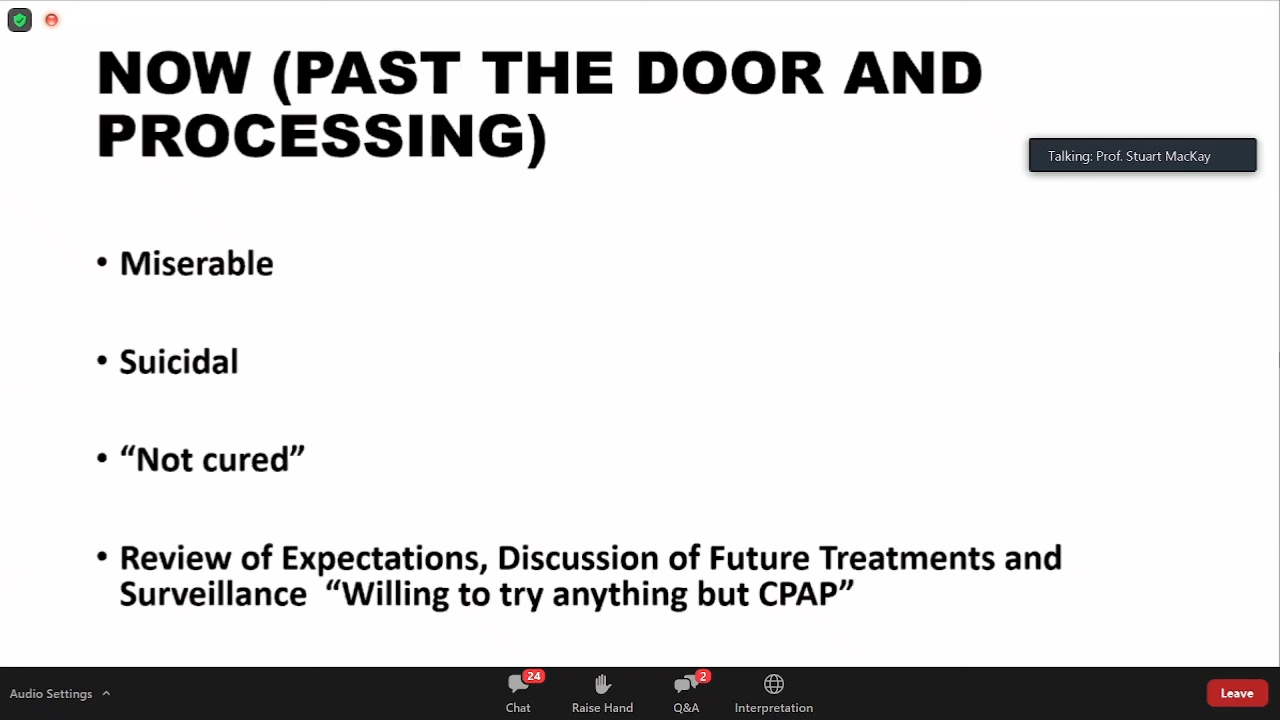 NOW (PAST THE DOOR AND
PROCESSING)
Talking: Prof. Stuart MacKay
• Miserable
• Suicidal
• “Not cured”
• Review of Expectations, Discussion of Future Treatments and
Surveillance “Willing to try anything but CPAP”
Audio Settings
24
Chat
Raise Hand
2
Q&A
Interpretation
Leave